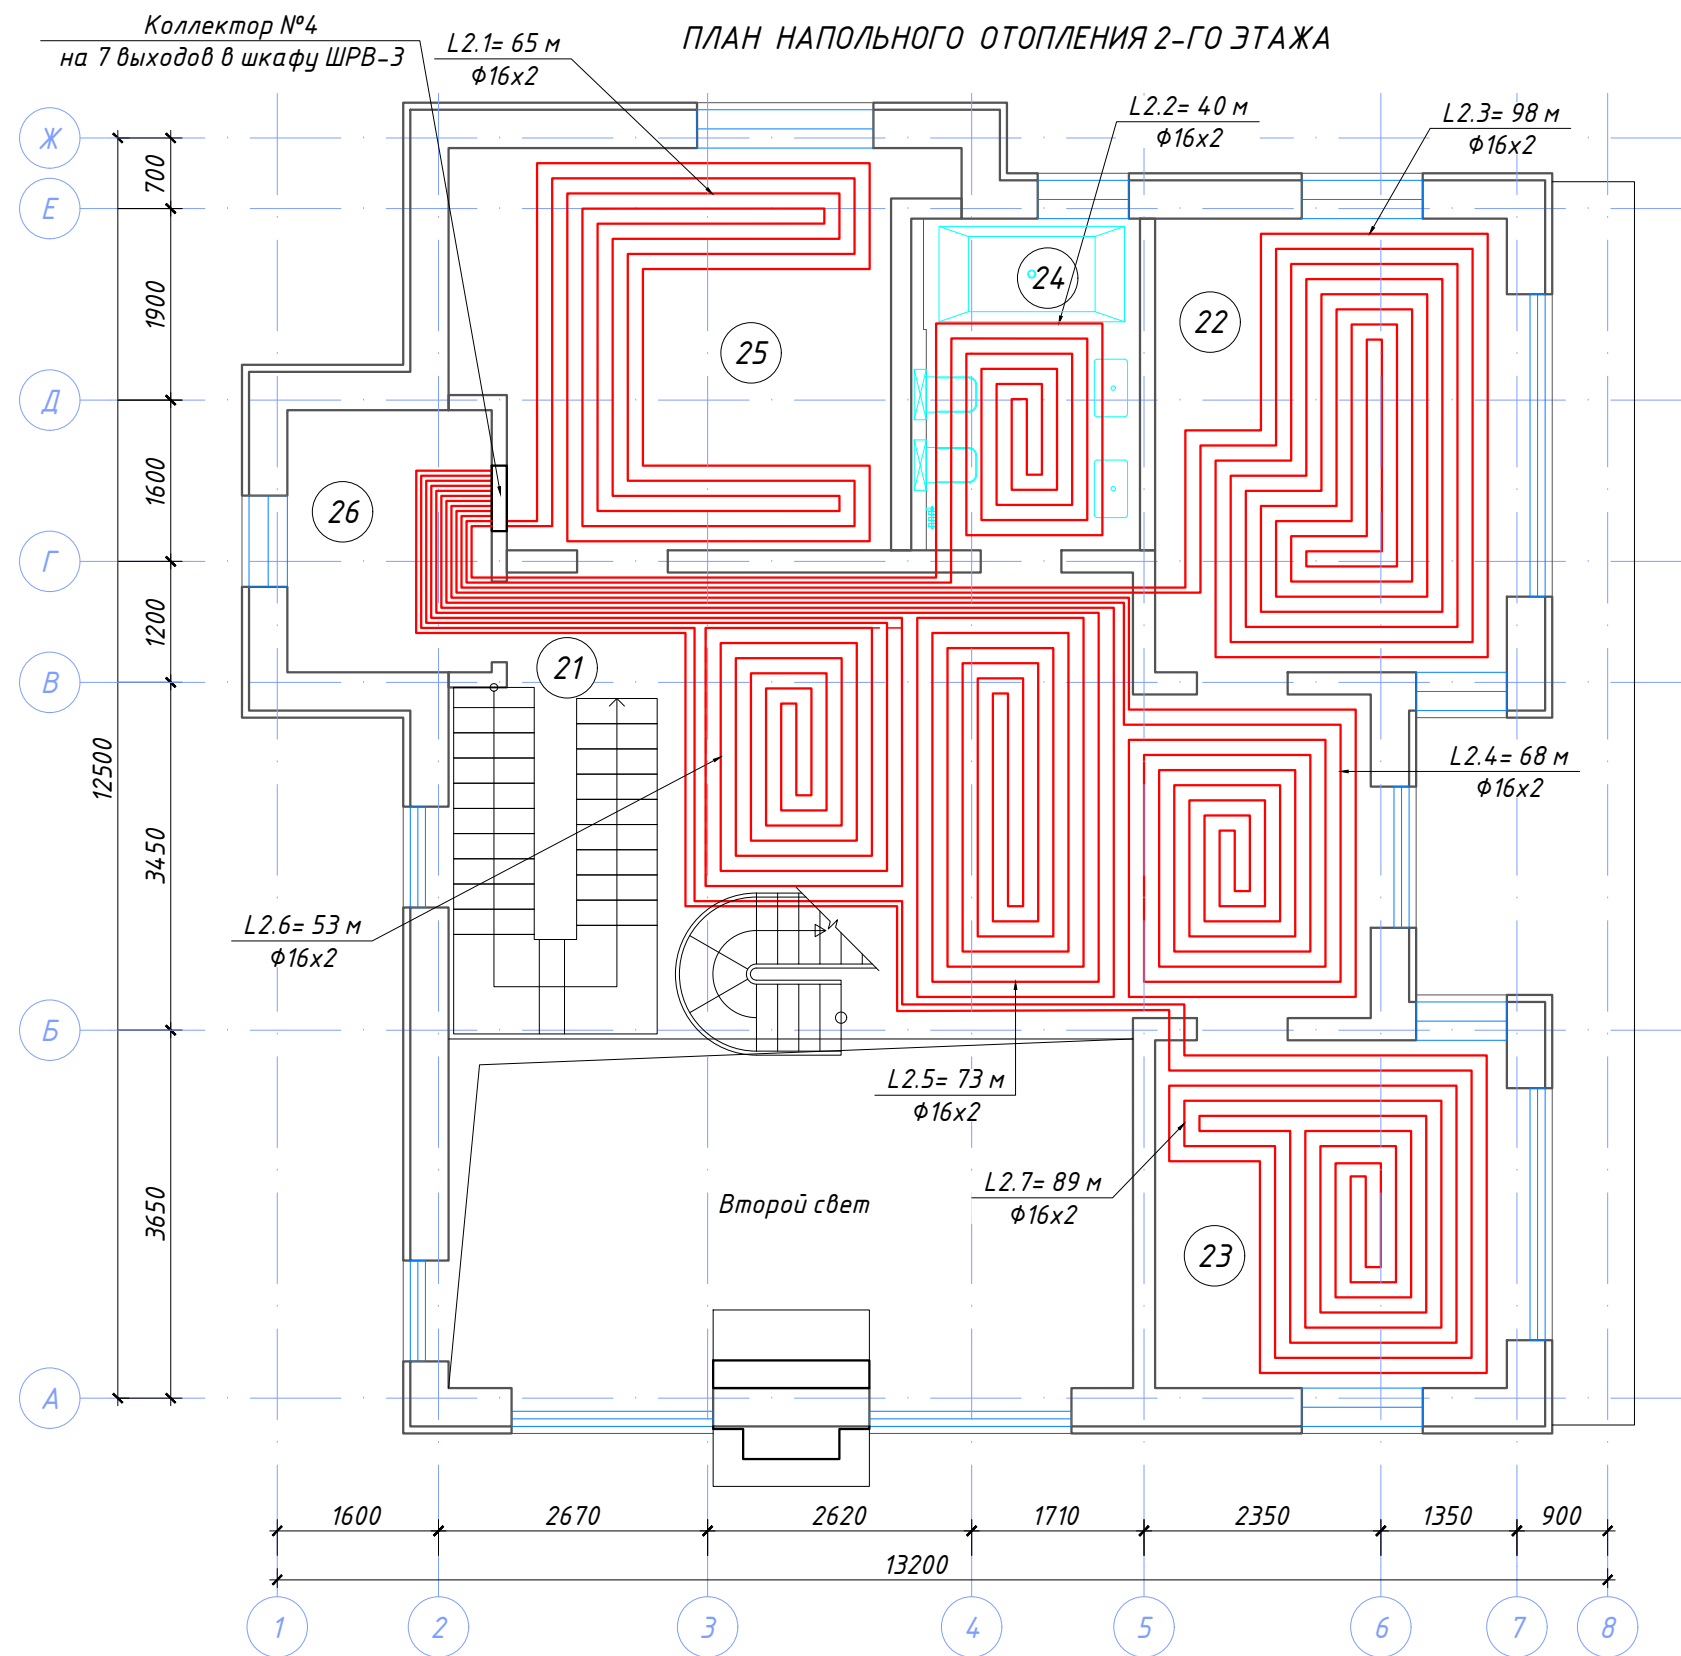 Коллектор №4
на 7 выходов в шкафу ШРВ-3
L2.1= 65 м
Ф16х2
ПЛАН НАПОЛЬНОГО ОТОПЛЕНИЯ 2-ГО ЭТАЖА
L2.2= 40 м
Ф16х2
L2.3= 98 м
Ф16х2
Ж
Е
Д
Г
В
Б
А
700
1900
1600
1200
3450
3650
12500
24
22
25
26
21
L2.4= 68 м
Ф16х2
L2.6= 53 м
Ф16х2
L2.5= 73 м
Ф16х2
L2.7= 89 м
Ф16х2
Второй свет
23
1600
2670
2620
1710
2350
1350
900
13200
1
2
3
4
5
6
7
8